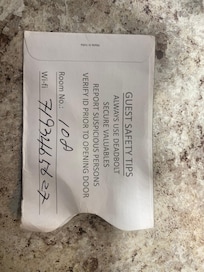 GUEST SAFETY TIPS
ALWAYS USE DEADBOLT
SECURE VALUABLES
REPORT SUSPICIOUS PERSONS
VERIFY ID PRIOR TO OPENING DOOR
Room No.: 108
Wi-fi